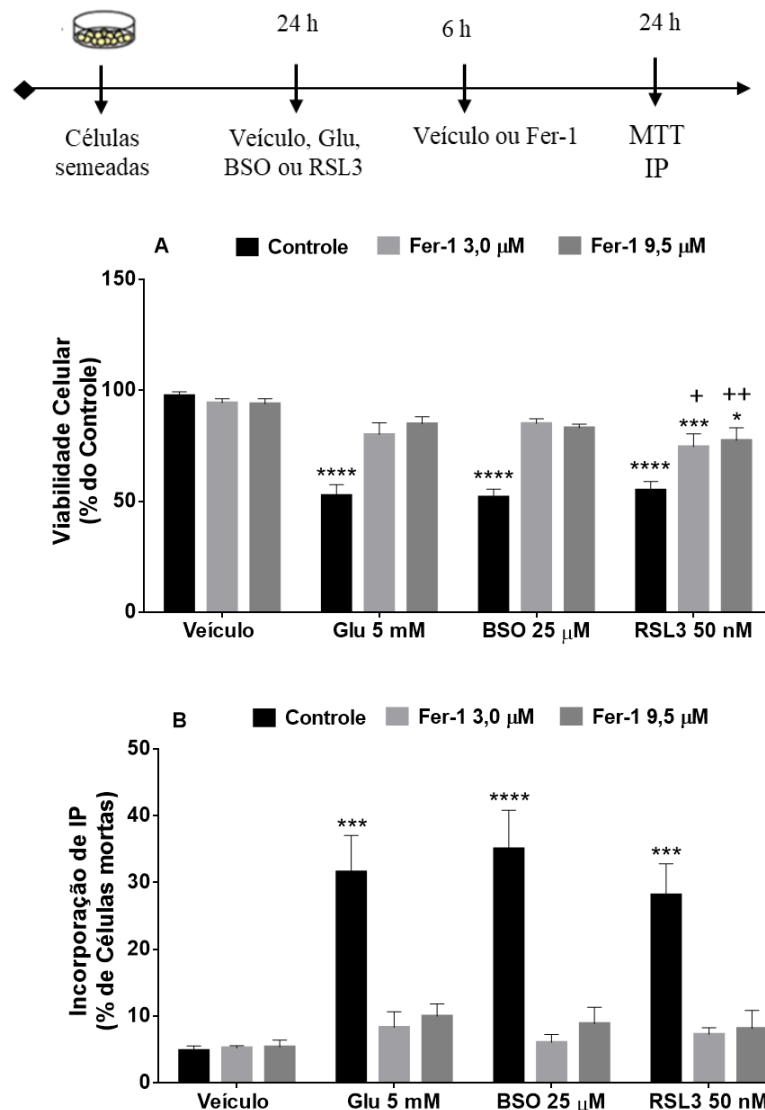 24 h
6 h
24 h
Células
semeadas
Veículo, Glu,
BSO ou RSL3
Veículo ou Fer-1
MTT
IP
A
Controle
Fer-1 3,0 μM
Fer-1 9,5 μM
Viabilidade Celular
(% do Controle)
150
100
50
0
****
****
****
+
***
++
*
Veículo
Glu 5 mM
BSO 25 μM
RSL3 50 nM
B
Controle
Fer-1 3,0 μM
Fer-1 9,5 μM
Incorporação de IP
(% de Células mortas)
50
40
30
20
10
0
***
****
***
Veículo
Glu 5 mM
BSO 25 μM
RSL3 50 nM